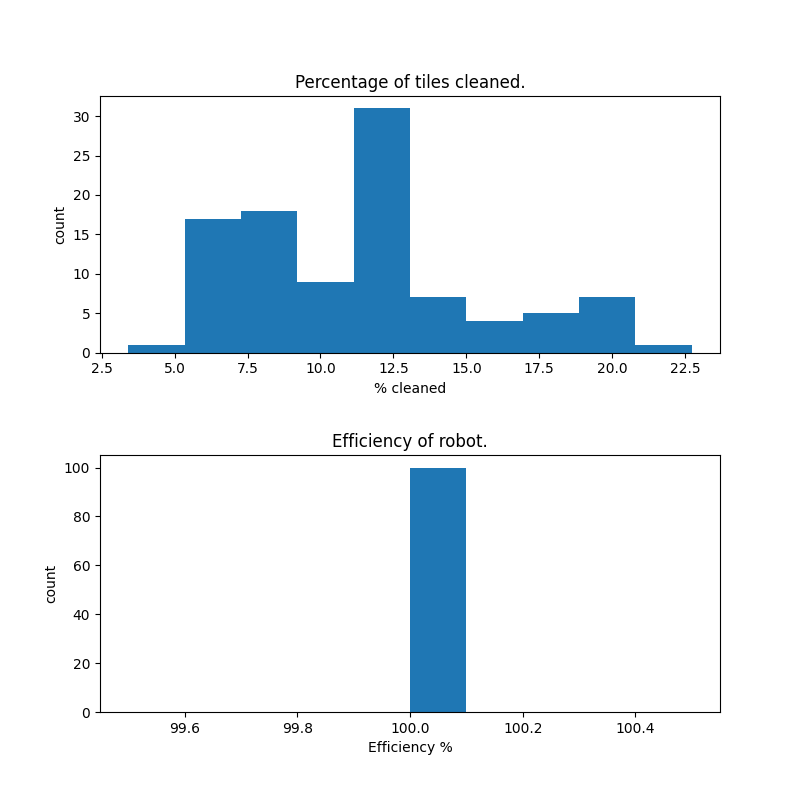 Percentage of tiles cleaned.
30
25
20
15
10
5
0
count
2.5 5.0 7.5 10.0 12.5 15.0 17.5 20.0 22.5
% cleaned
Efficiency of robot.
100
80
60
40
20
0
count
99.6 99.8 100.0 100.2 100.4
Efficiency %